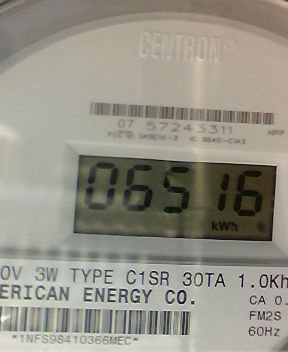 CENTRON®
07 57243311
06516
kWh
0V 3W TYPE C1SR 30TA 1.0Kh
ERICAN ENERGY CO.
CA 0.
FM2S
60Hz
*1NFS98410366MEC*